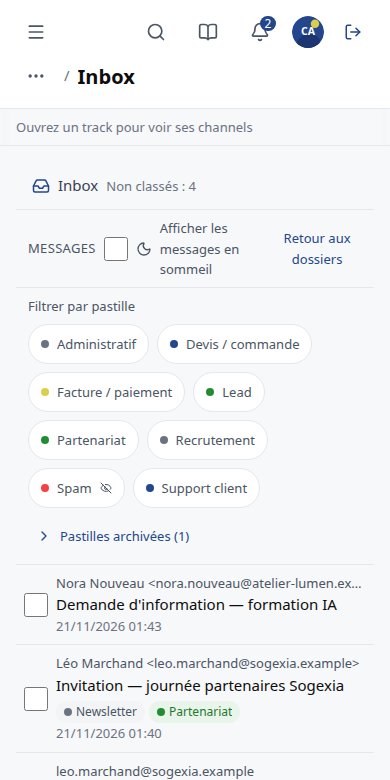 2
CA
/ Inbox
Ouvrez un track pour voir ses channels
Inbox Non classés : 4
MESSAGES
Afficher les
messages en
sommeil
Retour aux
dossiers
Filtrer par pastille
Administratif
Devis / commande
Facture / paiement
Lead
Partenariat
Recrutement
Spam
Support client
Pastilles archivées (1)
Nora Nouveau <nora.nouveau@atelier-lumen.ex...
Demande d'information — formation IA
21/11/2026 01:43
Léo Marchand <leo.marchand@sogexia.example>
Invitation — journée partenaires Sogexia
Newsletter
Partenariat
21/11/2026 01:40
leo.marchand@sogexia.example